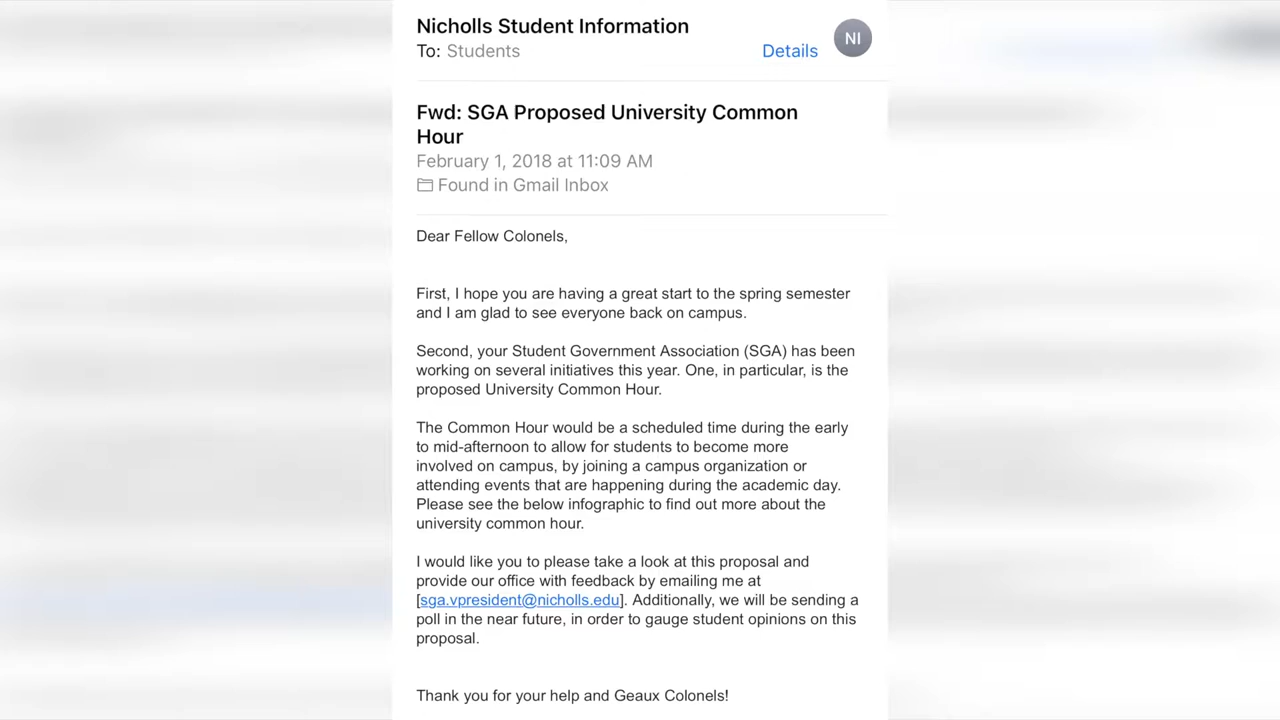 Nicholls Student Information
To: Students
Details
NI
Fwd: SGA Proposed University Common
Hour
February 1, 2018 at 11:09 AM
Found in Gmail Inbox
Dear Fellow Colonels,
First, I hope you are having a great start to the spring semester
and I am glad to see everyone back on campus.
Second, your Student Government Association (SGA) has been
working on several initiatives this year. One, in particular, is the
proposed University Common Hour.
The Common Hour would be a scheduled time during the early
to mid-afternoon to allow for students to become more
involved on campus, by joining a campus organization or
attending events that are happening during the academic day.
Please see the below infographic to find out more about the
university common hour.
I would like you to please take a look at this proposal and
provide our office with feedback by emailing me at
[sga.vpresident@nicholls.edu]. Additionally, we will be sending a
poll in the near future, in order to gauge student opinions on this
proposal.
Thank you for your help and Geaux Colonels!